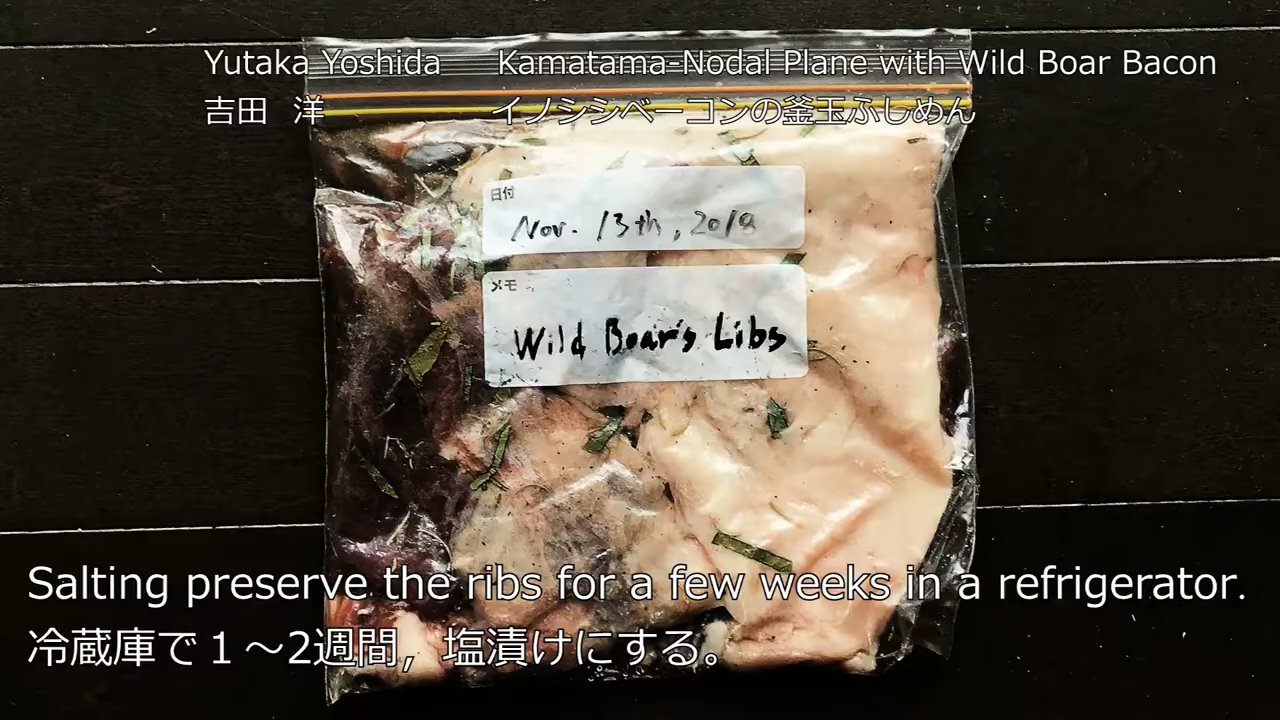 Yutaka Yoshida Kamatama-Nodal Plane with Wild Boar Bacon
吉田 洋 イノシシベーコンの釜玉ふしめん
日付
Nov. 13th, 2018
メモ
Wild Boar's Libs
Salting preserve the ribs for a few weeks in a refrigerator.
冷蔵庫で１～2週間，塩漬けにする。